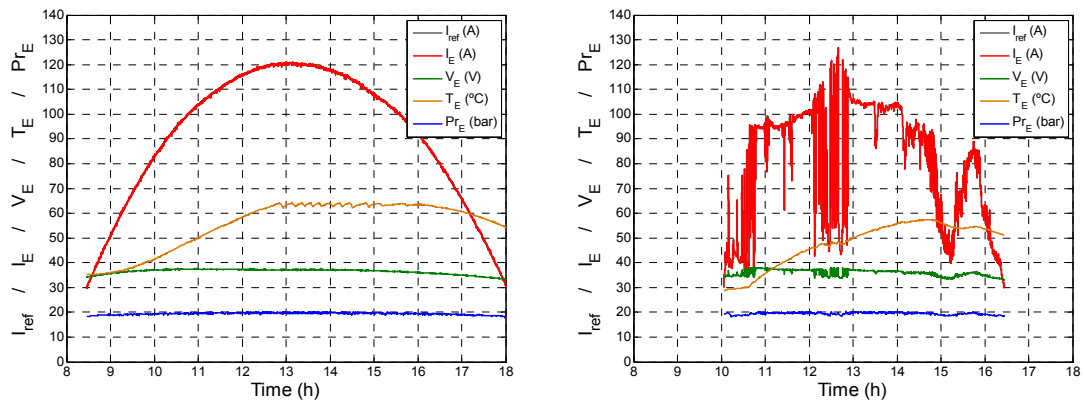 I_ref / I_E / V_E / T_E / Pr_E
140
130
120
110
100
90
80
70
60
50
40
30
20
10
0
8 9 10 11 12 13 14 15 16 17 18
Time (h)
I_ref (A)
I_E (A)
V_E (V)
T_E (ºC)
Pr_E (bar)
I_ref / I_E / V_E / T_E / Pr_E
140
130
120
110
100
90
80
70
60
50
40
30
20
10
0
8 9 10 11 12 13 14 15 16 17 18
Time (h)
I_ref (A)
I_E (A)
V_E (V)
T_E (ºC)
Pr_E (bar)